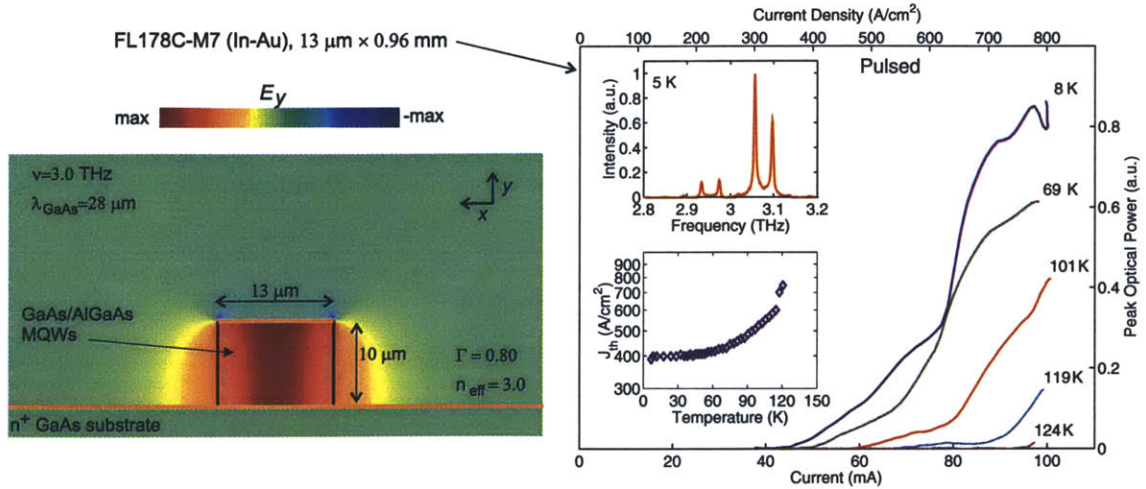 FL178C-M7 (In-Au), 13 μm × 0.96 mm
E_y
max
-max
ν=3.0 THz
λ_GaAs=28 μm
y
x
13 μm
GaAs/AlGaAs
MQWs
10 μm
Γ = 0.80
n_eff = 3.0
n⁺ GaAs substrate
Current Density (A/cm²)
0 100 200 300 400 500 600 700 800
Pulsed
5 K
Intensity (a.u.)
1
0.8
0.6
0.4
0.2
0
2.8 2.9 3 3.1 3.2
Frequency (THz)
J_th (A/cm²)
900
800
700
600
500
400
300
0 30 60 90 120 150
Temperature (K)
8 K
69 K
101K
119K
124K
0.8
0.6
0.4
0.2
0
Peak Optical Power (a.u.)
0 20 40 60 80 100
Current (mA)